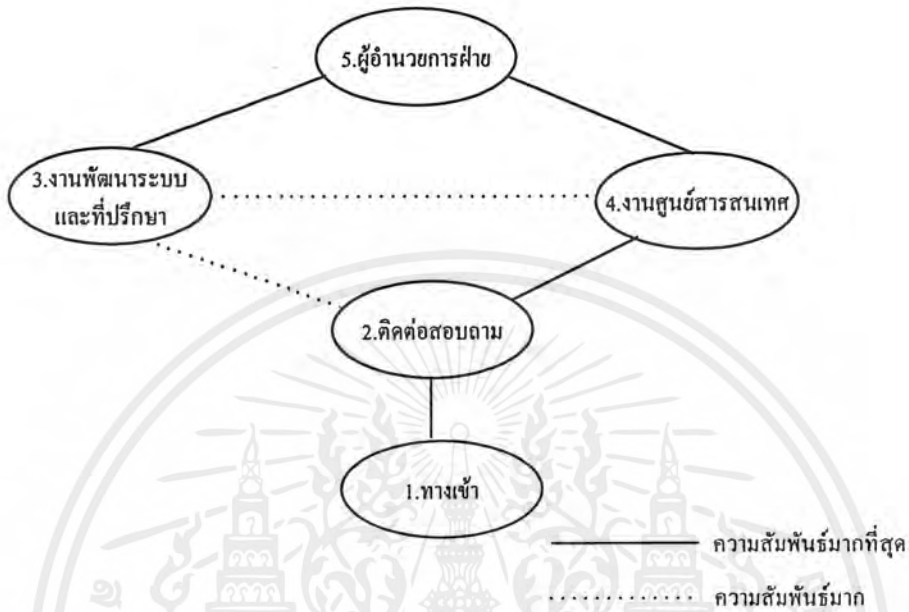 5.ผู้อำนวยการฝ่าย
3.งานพัฒนาระบบ
และที่ปรึกษา
4.งานศูนย์สารสนเทศ
2.ติดต่อสอบถาม
1.ทางเข้า
ความสัมพันธ์มากที่สุด
ความสัมพันธ์มาก